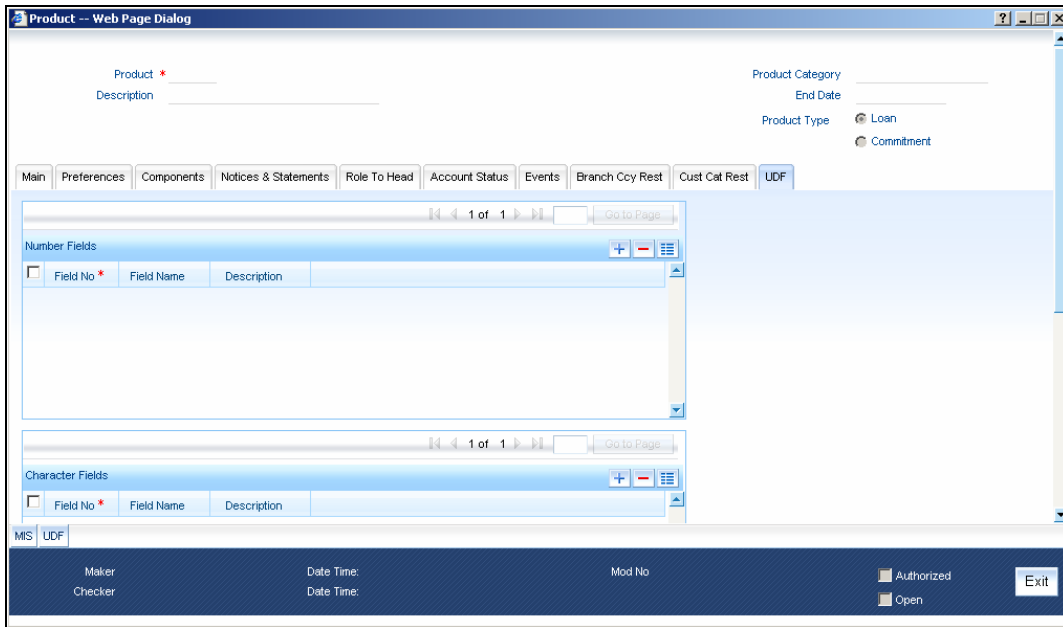 Product -- Web Page Dialog
Product *
Product Category
Description
End Date
Product Type Loan
Commitment
Main Preferences Components Notices & Statements Role To Head Account Status Events Branch Ccy Rest Cust Cat Rest UDF
1 of 1 Go to Page
Number Fields
Field No * Field Name Description
1 of 1 Go to Page
Character Fields
Field No * Field Name Description
MIS UDF
Maker Date Time: Mod No Authorized
Checker Date Time: Open
Exit